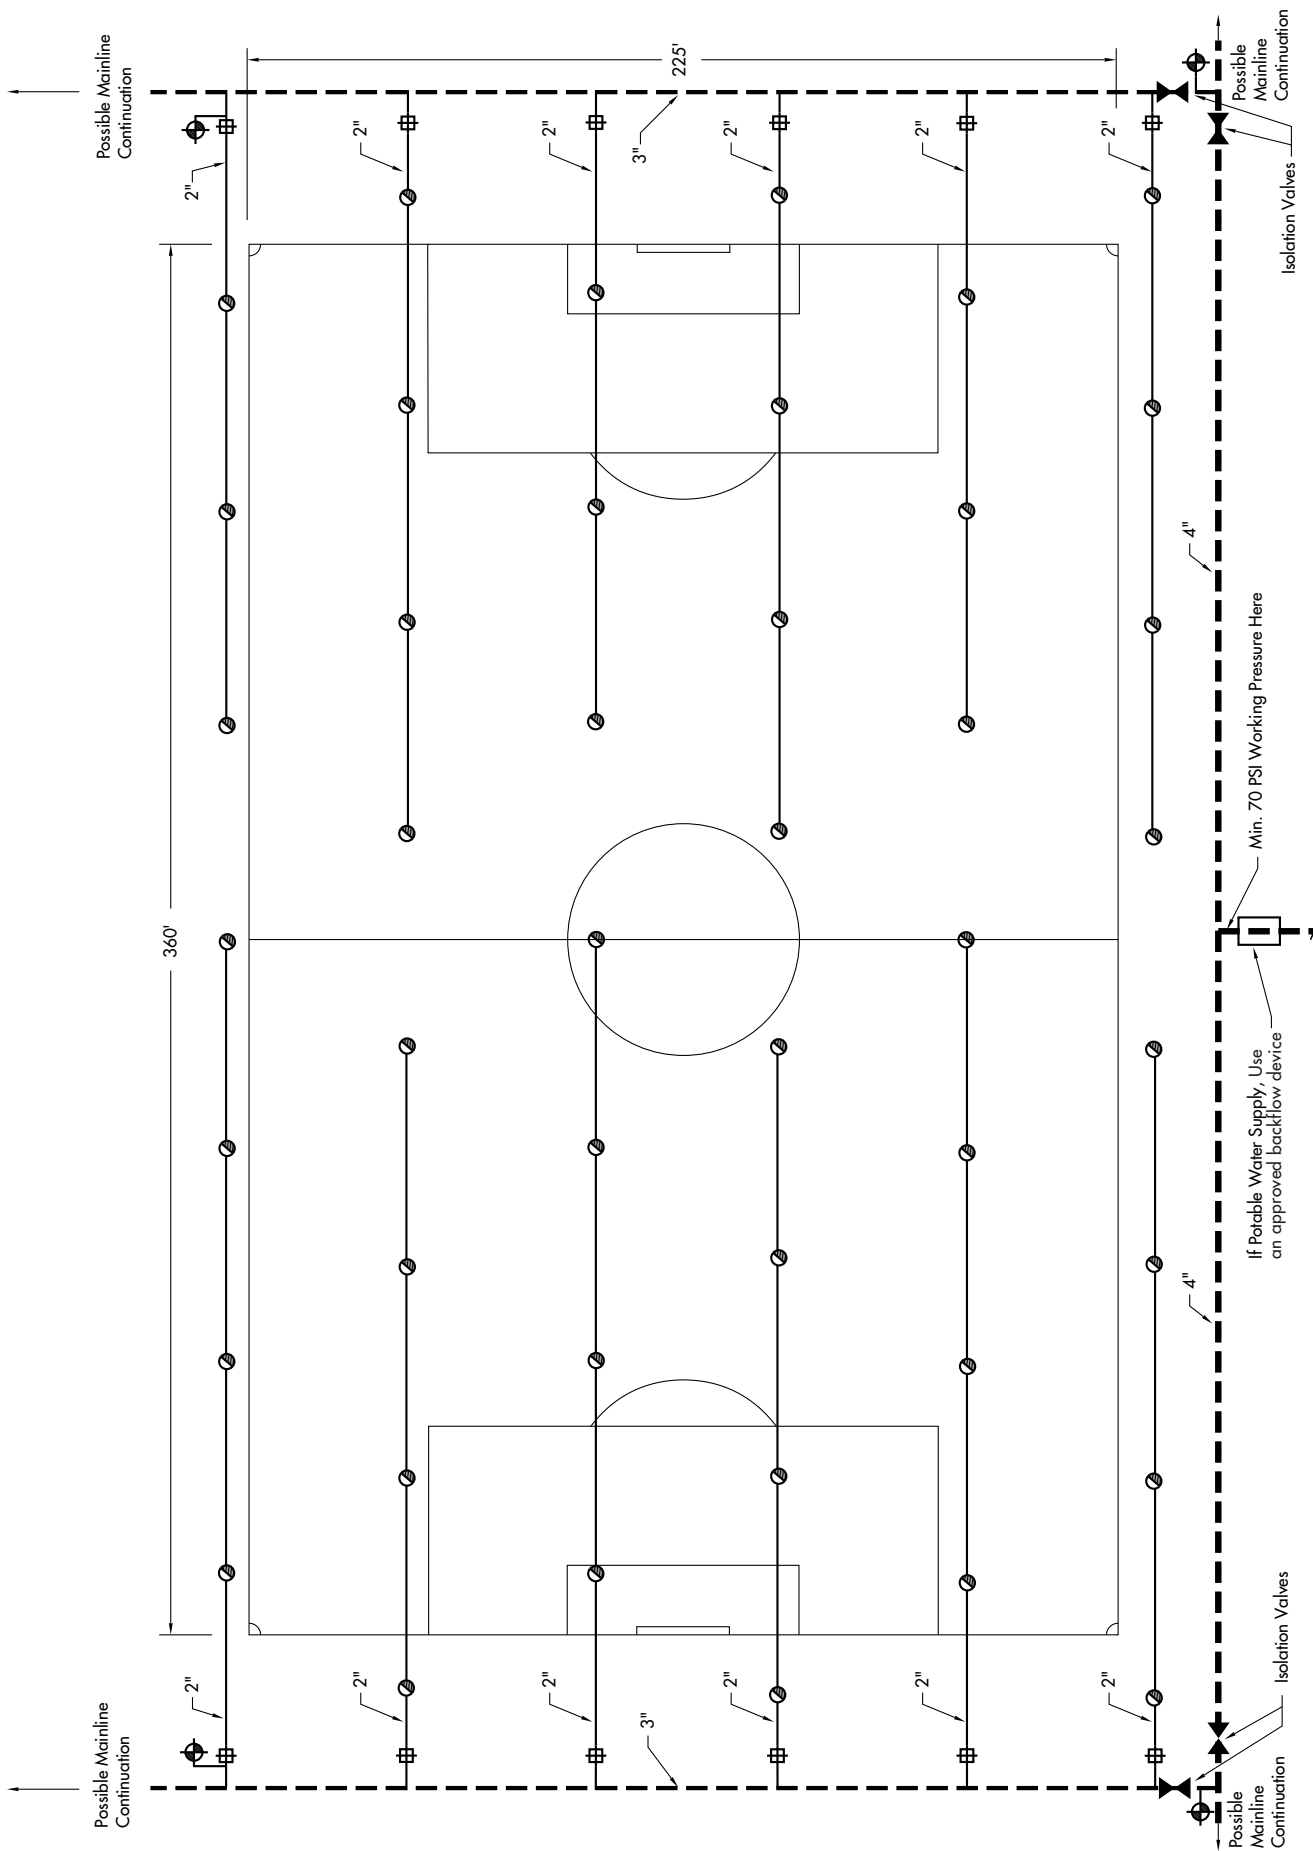 Possible Mainline
Continuation
Possible Mainline
Continuation
360'
2"
2"
2"
2"
2"
2"
3"
3"
225'
2"
2"
2"
2"
2"
2"
4"
4"
Possible
Mainline
Continuation
Isolation Valves
If Potable Water Supply, Use
an approved backflow device
Min. 70 PSI Working Pressure Here
Isolation Valves
Possible
Mainline
Continuation